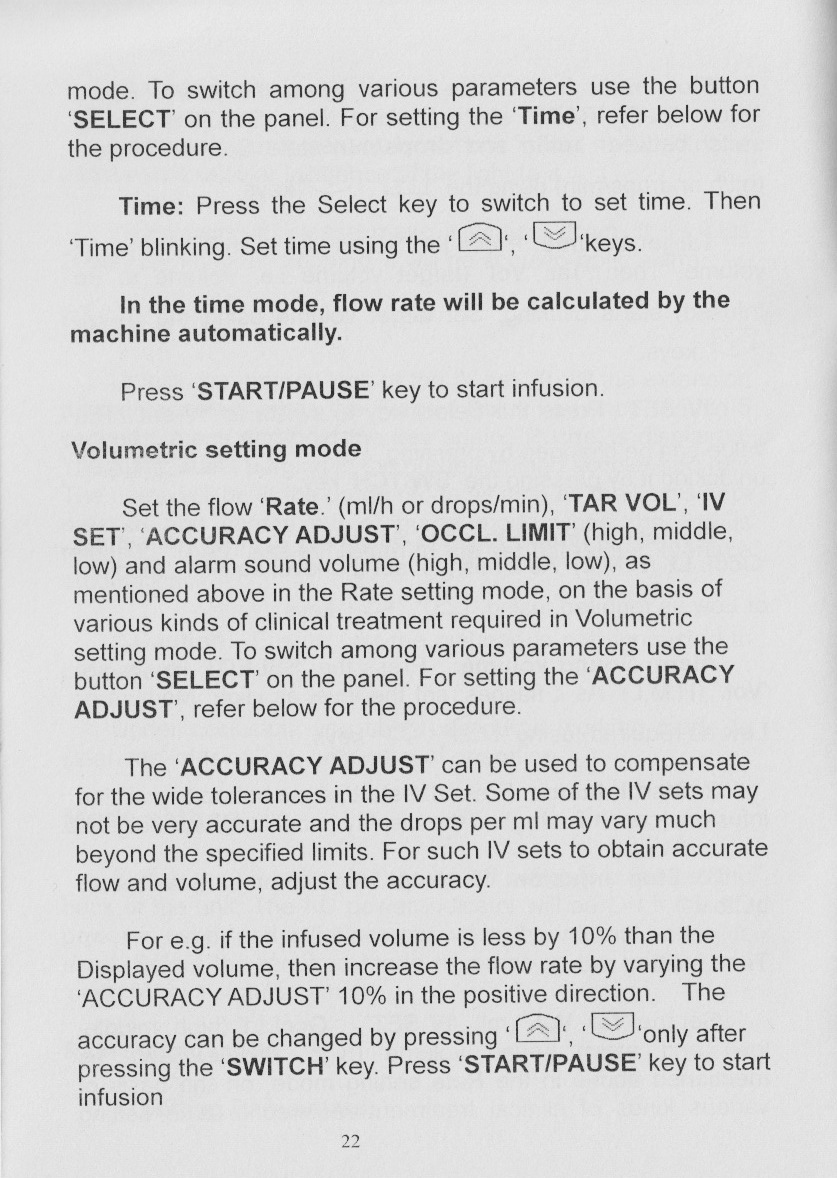 mode. To switch among various parameters use the button
‘SELECT’ on the panel. For setting the ‘Time’, refer below for
the procedure.
Time: Press the Select key to switch to set time. Then
‘Time’ blinking. Set time using the ‘ ‘, ‘ ‘keys.
In the time mode, flow rate will be calculated by the
machine automatically.
Press ‘START/PAUSE’ key to start infusion.
Volumetric setting mode
Set the flow ‘Rate.’ (ml/h or drops/min), ‘TAR VOL’, ‘IV
SET’, ‘ACCURACY ADJUST’, ‘OCCL. LIMIT’ (high, middle,
low) and alarm sound volume (high, middle, low), as
mentioned above in the Rate setting mode, on the basis of
various kinds of clinical treatment required in Volumetric
setting mode. To switch among various parameters use the
button ‘SELECT’ on the panel. For setting the ‘ACCURACY
ADJUST’, refer below for the procedure.
The ‘ACCURACY ADJUST’ can be used to compensate
for the wide tolerances in the IV Set. Some of the IV sets may
not be very accurate and the drops per ml may vary much
beyond the specified limits. For such IV sets to obtain accurate
flow and volume, adjust the accuracy.
For e.g. if the infused volume is less by 10% than the
Displayed volume, then increase the flow rate by varying the
‘ACCURACY ADJUST’ 10% in the positive direction. The
accuracy can be changed by pressing ‘ ‘, ‘ ‘only after
pressing the ‘SWITCH’ key. Press ‘START/PAUSE’ key to start
infusion
22